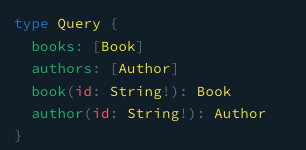 type Query {
  books: [Book]
  authors: [Author]
  book(id: String!): Book
  author(id: String!): Author
}